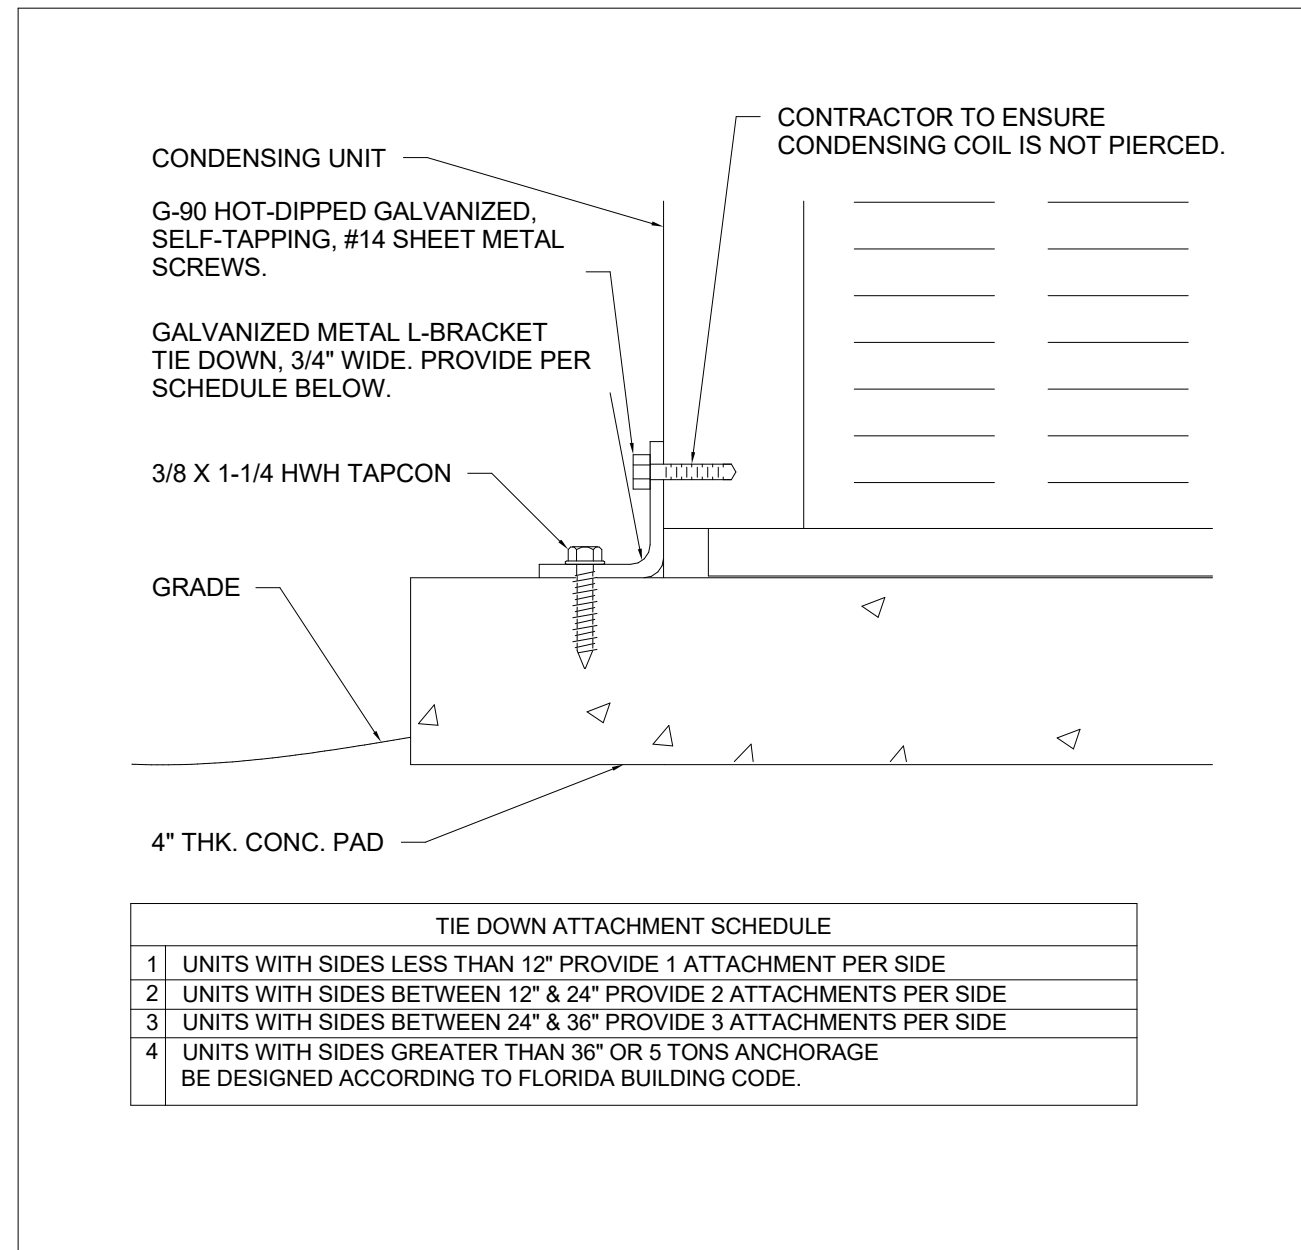 CONTRACTOR TO ENSURE
CONDENSING COIL IS NOT PIERCED.
CONDENSING UNIT
G-90 HOT-DIPPED GALVANIZED,
SELF-TAPPING, #14 SHEET METAL
SCREWS.
GALVANIZED METAL L-BRACKET
TIE DOWN, 3/4" WIDE. PROVIDE PER
SCHEDULE BELOW.
3/8 X 1-1/4 HWH TAPCON
GRADE
4" THK. CONC. PAD
TIE DOWN ATTACHMENT SCHEDULE
1 UNITS WITH SIDES LESS THAN 12" PROVIDE 1 ATTACHMENT PER SIDE
2 UNITS WITH SIDES BETWEEN 12" & 24" PROVIDE 2 ATTACHMENTS PER SIDE
3 UNITS WITH SIDES BETWEEN 24" & 36" PROVIDE 3 ATTACHMENTS PER SIDE
4 UNITS WITH SIDES GREATER THAN 36" OR 5 TONS ANCHORAGE
BE DESIGNED ACCORDING TO FLORIDA BUILDING CODE.